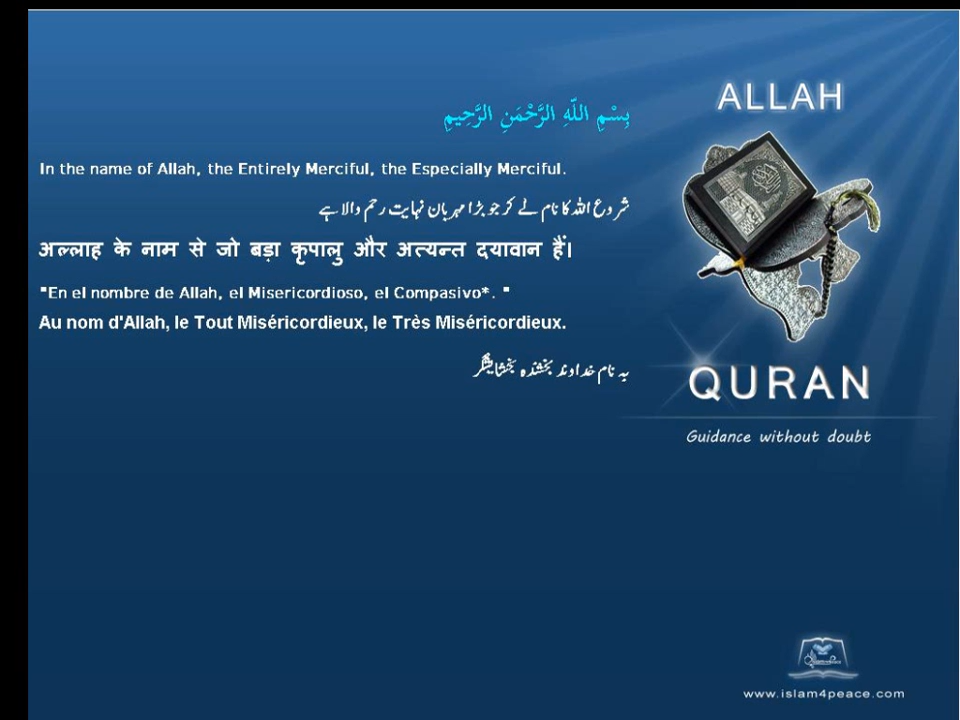 بِسْمِ اللَّهِ الرَّحْمَنِ الرَّحِيمِ
In the name of Allah, the Entirely Merciful, the Especially Merciful.
شروع اللہ کا نام لے کر جو بڑا مہربان نہایت رحم والا ہے
अल्लाह के नाम से जो बड़ा कृपालु और अत्यन्त दयावान हैं।
"En el nombre de Allah, el Misericordioso, el Compasivo*. "
Au nom d'Allah, le Tout Miséricordieux, le Très Miséricordieux.
به نام خداوند بخشنده بخشایشگر
ALLAH
QURAN
Guidance without doubt
www.islam4peace.com